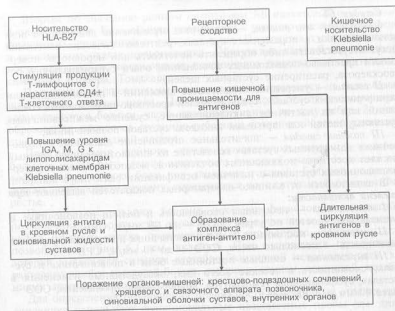 Носительство
HLA-B27
Рецепторное
сходство
Кишечное
носительство
Klebsiella
pneumonie
Стимуляция продукции
Т-лимфоцитов с
нарастанием СД4+
Т-клеточного ответа
Повышение кишечной
проницаемости для
антигенов
Повышение уровня
IGA, M, G к
липополисахаридам
клеточных мембран
Klebsiella pneumonie
Циркуляция антител
в кровяном русле и
синовиальной жидкости
суставов
Образование
комплекса
антиген-антитело
Длительная
циркуляция
антигенов в
кровяном русле
Поражение органов-мишеней: крестцово-подвздошных сочленений,
хрящевого и связочного аппарата позвоночника,
синовиальной оболочки суставов, внутренних органов